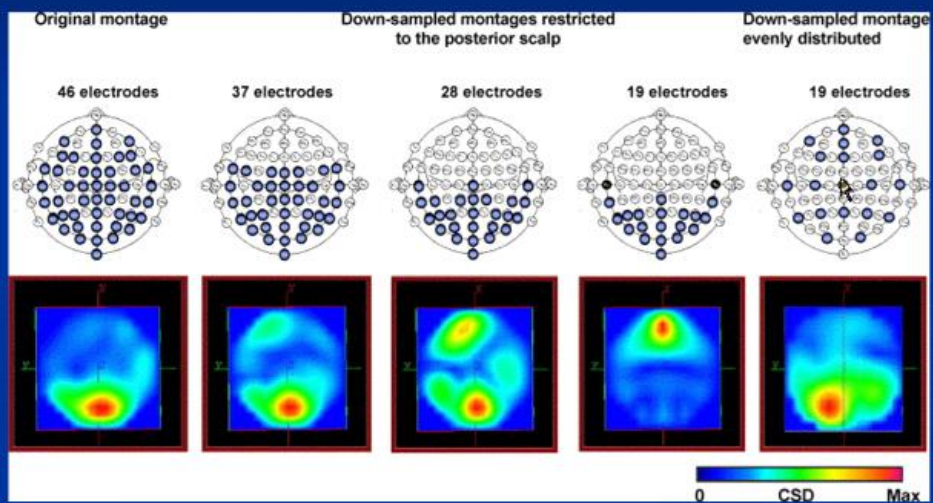 Original montage
Down-sampled montages restricted
to the posterior scalp
Down-sampled montage
evenly distributed
46 electrodes
37 electrodes
28 electrodes
19 electrodes
19 electrodes
0 CSD Max